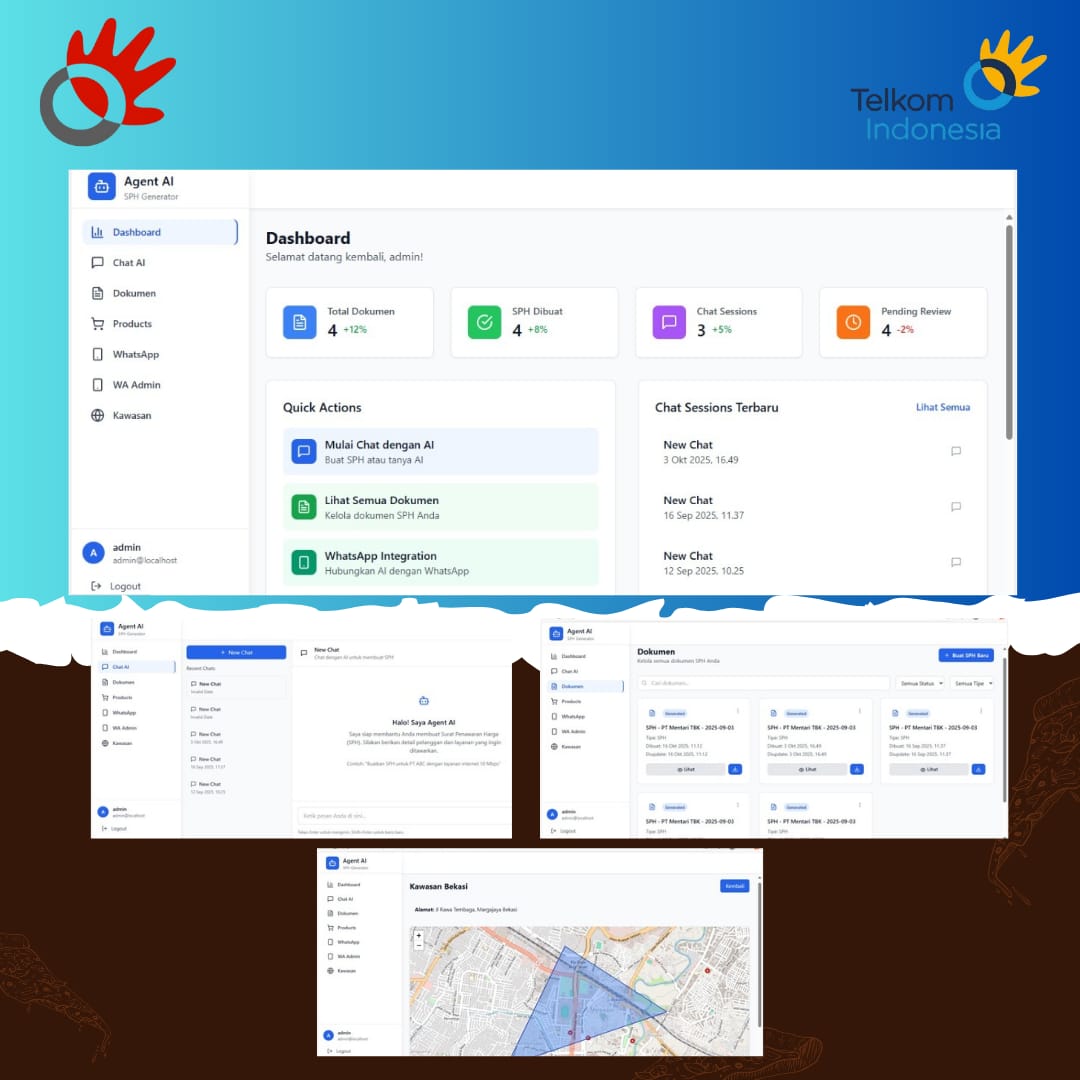 Telkom
Indonesia
Agent AI
SPH Generator
Dashboard
Chat AI
Dokumen
Products
WhatsApp
WA Admin
Kawasan
A
admin
admin@localhost
Logout
Dashboard
Selamat datang kembali, admin!
Total Dokumen
4 +12%
SPH Dibuat
4 +8%
Chat Sessions
3 +5%
Pending Review
4 -2%
Quick Actions
Mulai Chat dengan AI
Buat SPH atau tanya AI
Lihat Semua Dokumen
Kelola dokumen SPH Anda
WhatsApp Integration
Hubungkan AI dengan WhatsApp
Chat Sessions Terbaru
Lihat Semua
New Chat
3 Okt 2025, 16.49
New Chat
16 Sep 2025, 11.37
New Chat
12 Sep 2025, 10.25
Agent AI
SPH Generator
Dashboard
Chat AI
Dokumen
Products
WhatsApp
WA Admin
Kawasan
A
admin
admin@localhost
Logout
+ New Chat
Recent Chats
New Chat
Invalid Date
New Chat
Invalid Date
New Chat
3 Okt 2025, 16.49
New Chat
16 Sep 2025, 11.37
New Chat
12 Sep 2025, 10.25
New Chat
Chat dengan AI untuk membuat SPH
Halo! Saya Agent AI
Saya siap membantu Anda membuat Surat Penawaran Harga
(SPH). Silakan berikan detail pelanggan dan layanan yang ingin
ditawarkan.
Contoh: "Buatkan SPH untuk PT ABC dengan layanan internet 10 Mbps"
Ketik pesan Anda di sini...
Tekan Enter untuk mengirim, Shift+Enter untuk baris baru.
Agent AI
SPH Generator
Dashboard
Chat AI
Dokumen
Products
WhatsApp
WA Admin
Kawasan
A
admin
admin@localhost
Logout
Dokumen
Kelola semua dokumen SPH Anda
+ Buat SPH Baru
Cari dokumen...
Semua Status
Semua Tipe
Generated
SPH - PT Mentari TBK - 2025-09-03
Tipe: SPH
Dibuat: 16 Okt 2025, 11.12
Diupdate: 16 Okt 2025, 11.12
Lihat
Generated
SPH - PT Mentari TBK - 2025-09-03
Tipe: SPH
Dibuat: 3 Okt 2025, 16.49
Diupdate: 3 Okt 2025, 16.49
Lihat
Generated
SPH - PT Mentari TBK - 2025-09-03
Tipe: SPH
Dibuat: 16 Sep 2025, 11.37
Diupdate: 16 Sep 2025, 11.37
Lihat
Generated
SPH - PT Mentari TBK - 2025-09-03
Tipe: SPH
Generated
SPH - PT Mentari TBK - 2025-09-03
Tipe: SPH
Agent AI
SPH Generator
Dashboard
Chat AI
Dokumen
Products
WhatsApp
WA Admin
Kawasan
A
admin
admin@localhost
Logout
Kawasan Bekasi
Kembali
Alamat: Jl Rawa Tembaga, Margajaya Bekasi
+
−